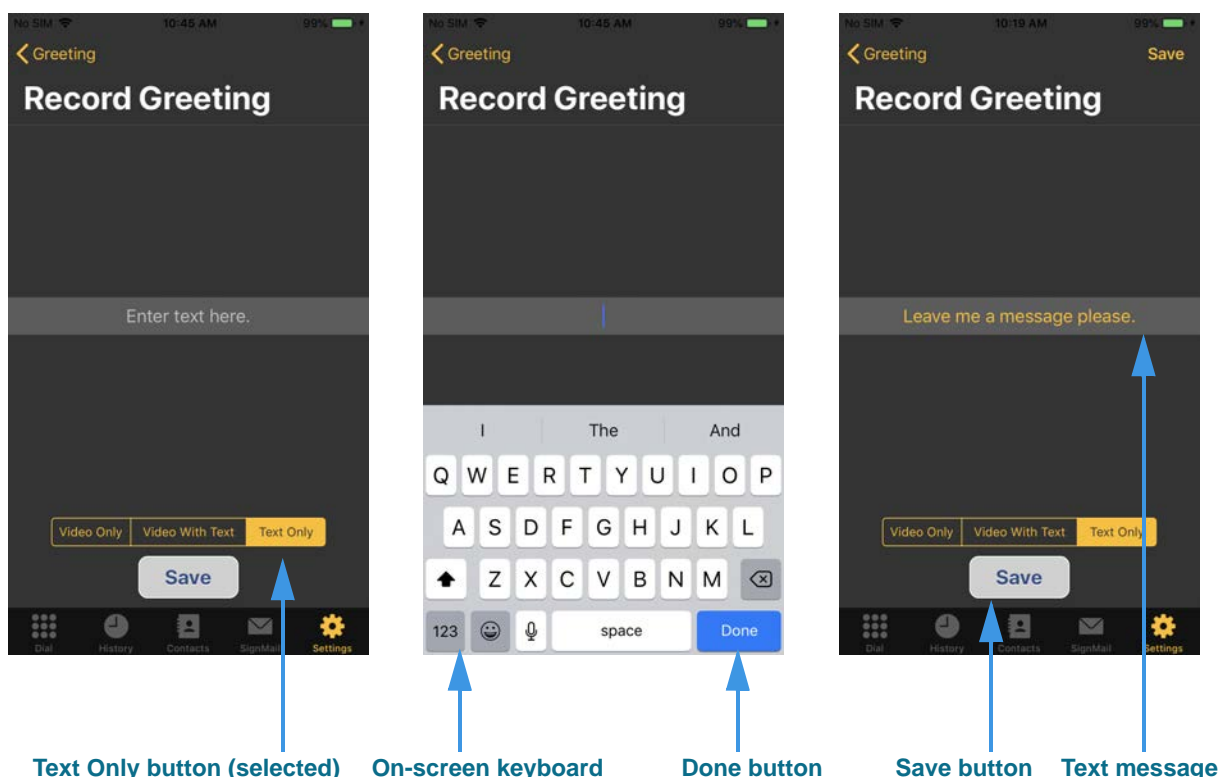 No SIM 10:45 AM 99%
Greeting
Record Greeting
Enter text here.
Video Only Video With Text Text Only
Save
Dial History Contacts SignMail Settings
No SIM 10:45 AM 99%
Greeting
Record Greeting
I The And
Q W E R T Y U I O P
A S D F G H J K L
Z X C V B N M
123 space Done
No SIM 10:19 AM 99%
Greeting Save
Record Greeting
Leave me a message please.
Video Only Video With Text Text Only
Save
Dial History Contacts SignMail Settings
Text Only button (selected) On-screen keyboard Done button Save button Text message